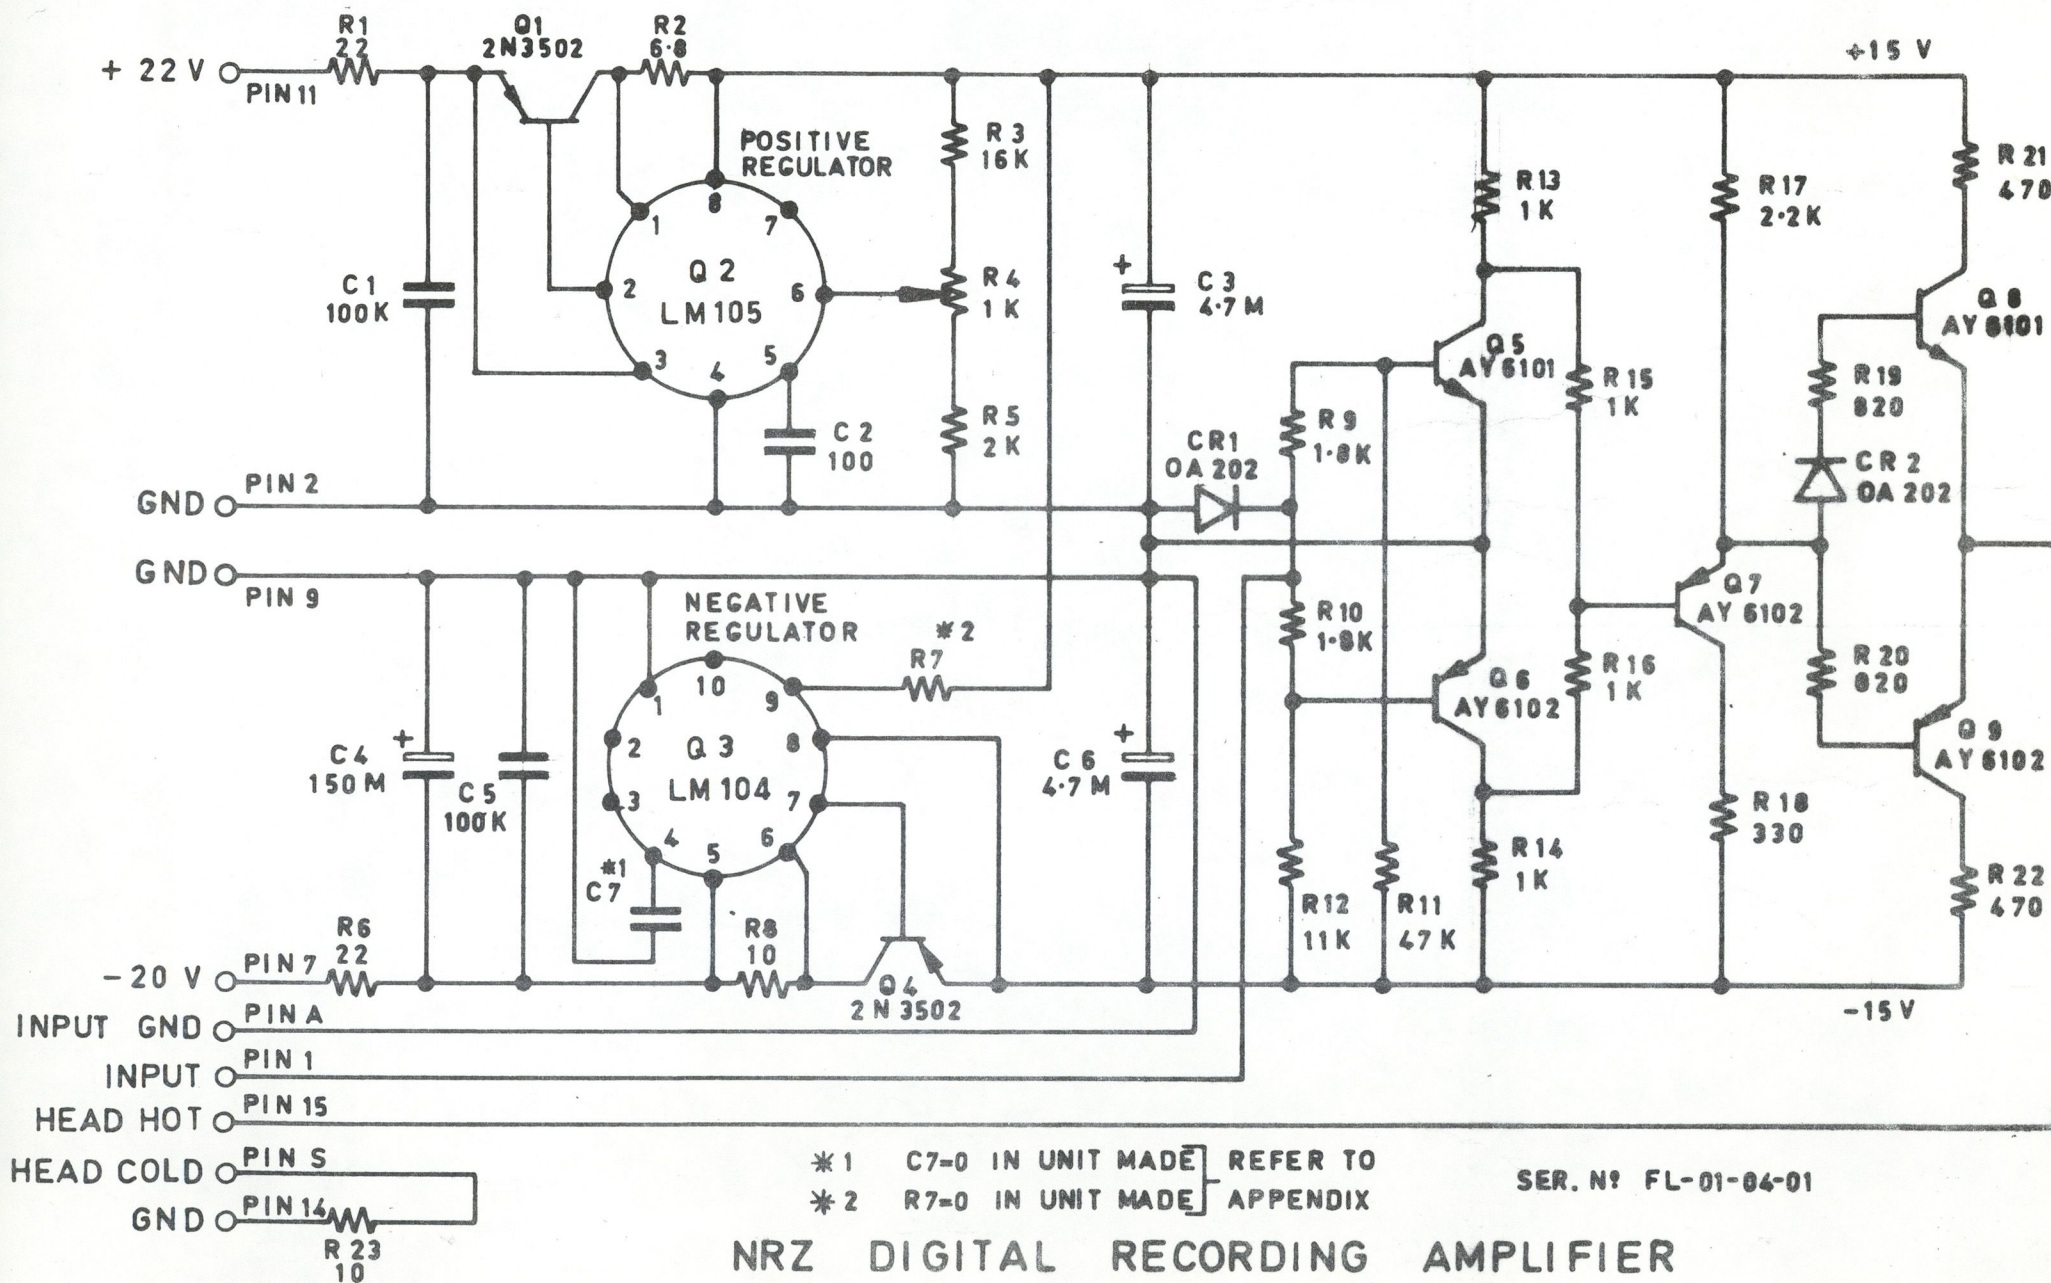 R1
22
Q1
2N3502
R2
6·8
+15 V
+ 22 V
PIN 11
POSITIVE
REGULATOR
R 3
16 K
R 13
1 K
R 17
2·2 K
R 21
470
1
8
7
C 1
100 K
2
Q 2
LM 105
6
R 4
1 K
+
C 3
4·7 M
Q 8
AY 6101
3
4
5
Q 5
AY 6101
R 15
1 K
R 19
820
C 2
100
R 5
2 K
CR1
OA 202
R 9
1·8K
CR 2
OA 202
GND
PIN 2
GND
PIN 9
NEGATIVE
REGULATOR
*2
R7
R 10
1·8K
Q 7
AY 6102
1
10
9
R 16
1 K
R 20
820
Q 6
AY 6102
2
Q 3
LM 104
8
+
C 4
150 M
C 5
100K
+
C 6
4·7 M
Q 9
AY 6102
3
7
4
5
6
*1
C7
R 18
330
R 14
1 K
R 12
11 K
R 11
47 K
R 22
470
R6
22
R8
10
Q 4
2 N 3502
− 20 V
PIN 7
−15 V
INPUT GND
PIN A
INPUT
PIN 1
HEAD HOT
PIN 15
HEAD COLD
PIN S
GND
PIN 14
R 23
10
*1 C7=0 IN UNIT MADE REFER TO
*2 R7=0 IN UNIT MADE APPENDIX
SER. Nº FL-01-04-01
NRZ DIGITAL RECORDING AMPLIFIER